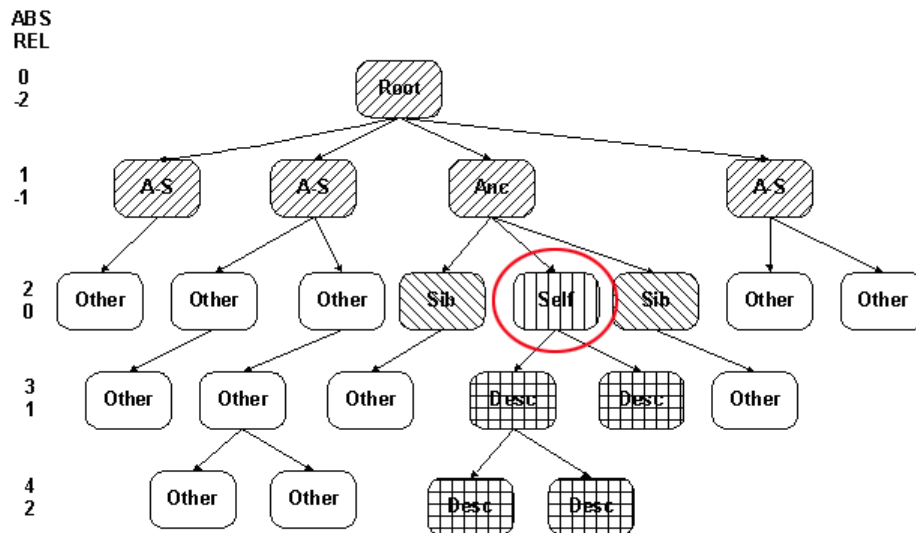 ABS
REL
0
-2
Root
1
-1
A-S
A-S
Anc
A-S
2
0
Other
Other
Other
Sib
Self
Sib
Other
Other
3
1
Other
Other
Other
Desc
Desc
Other
4
2
Other
Other
Desc
Desc